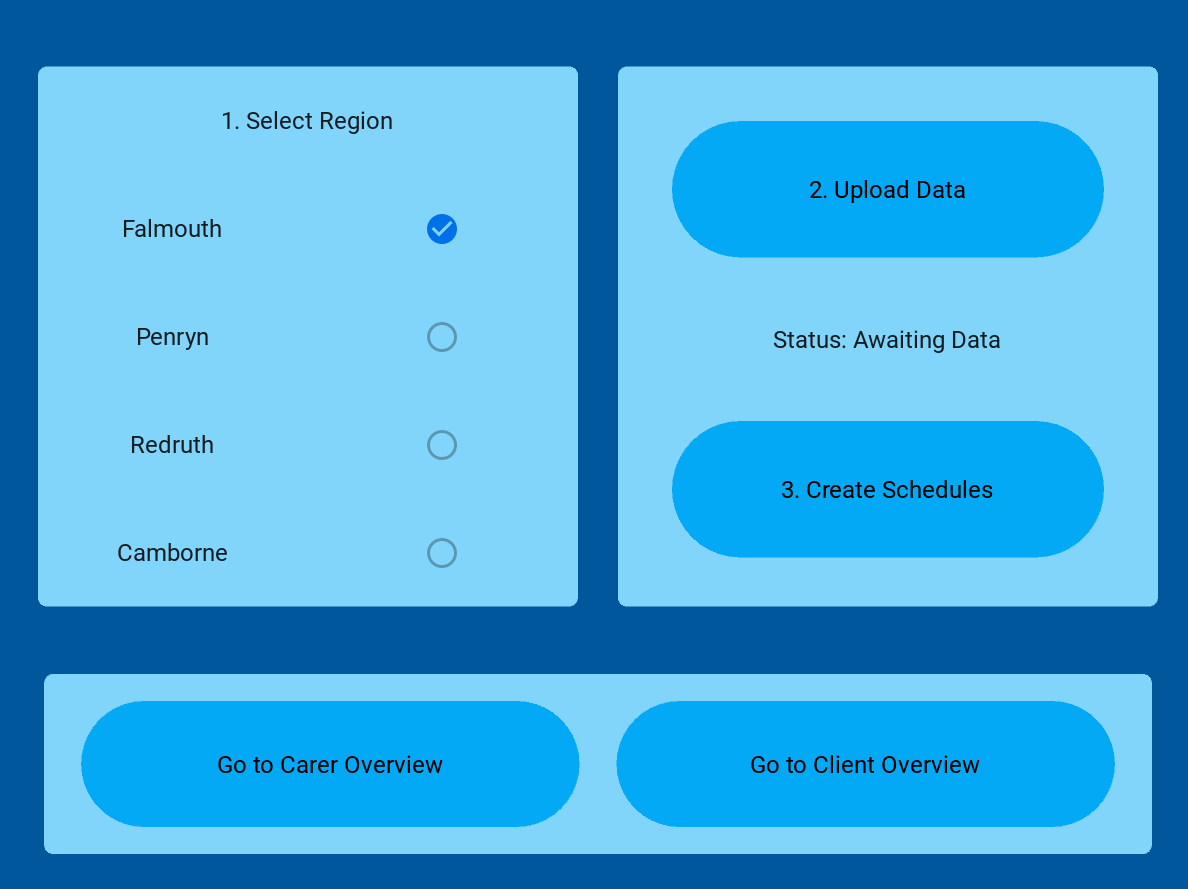 1. Select Region
Falmouth
Penryn
Redruth
Camborne
2. Upload Data
Status: Awaiting Data
3. Create Schedules
Go to Carer Overview
Go to Client Overview